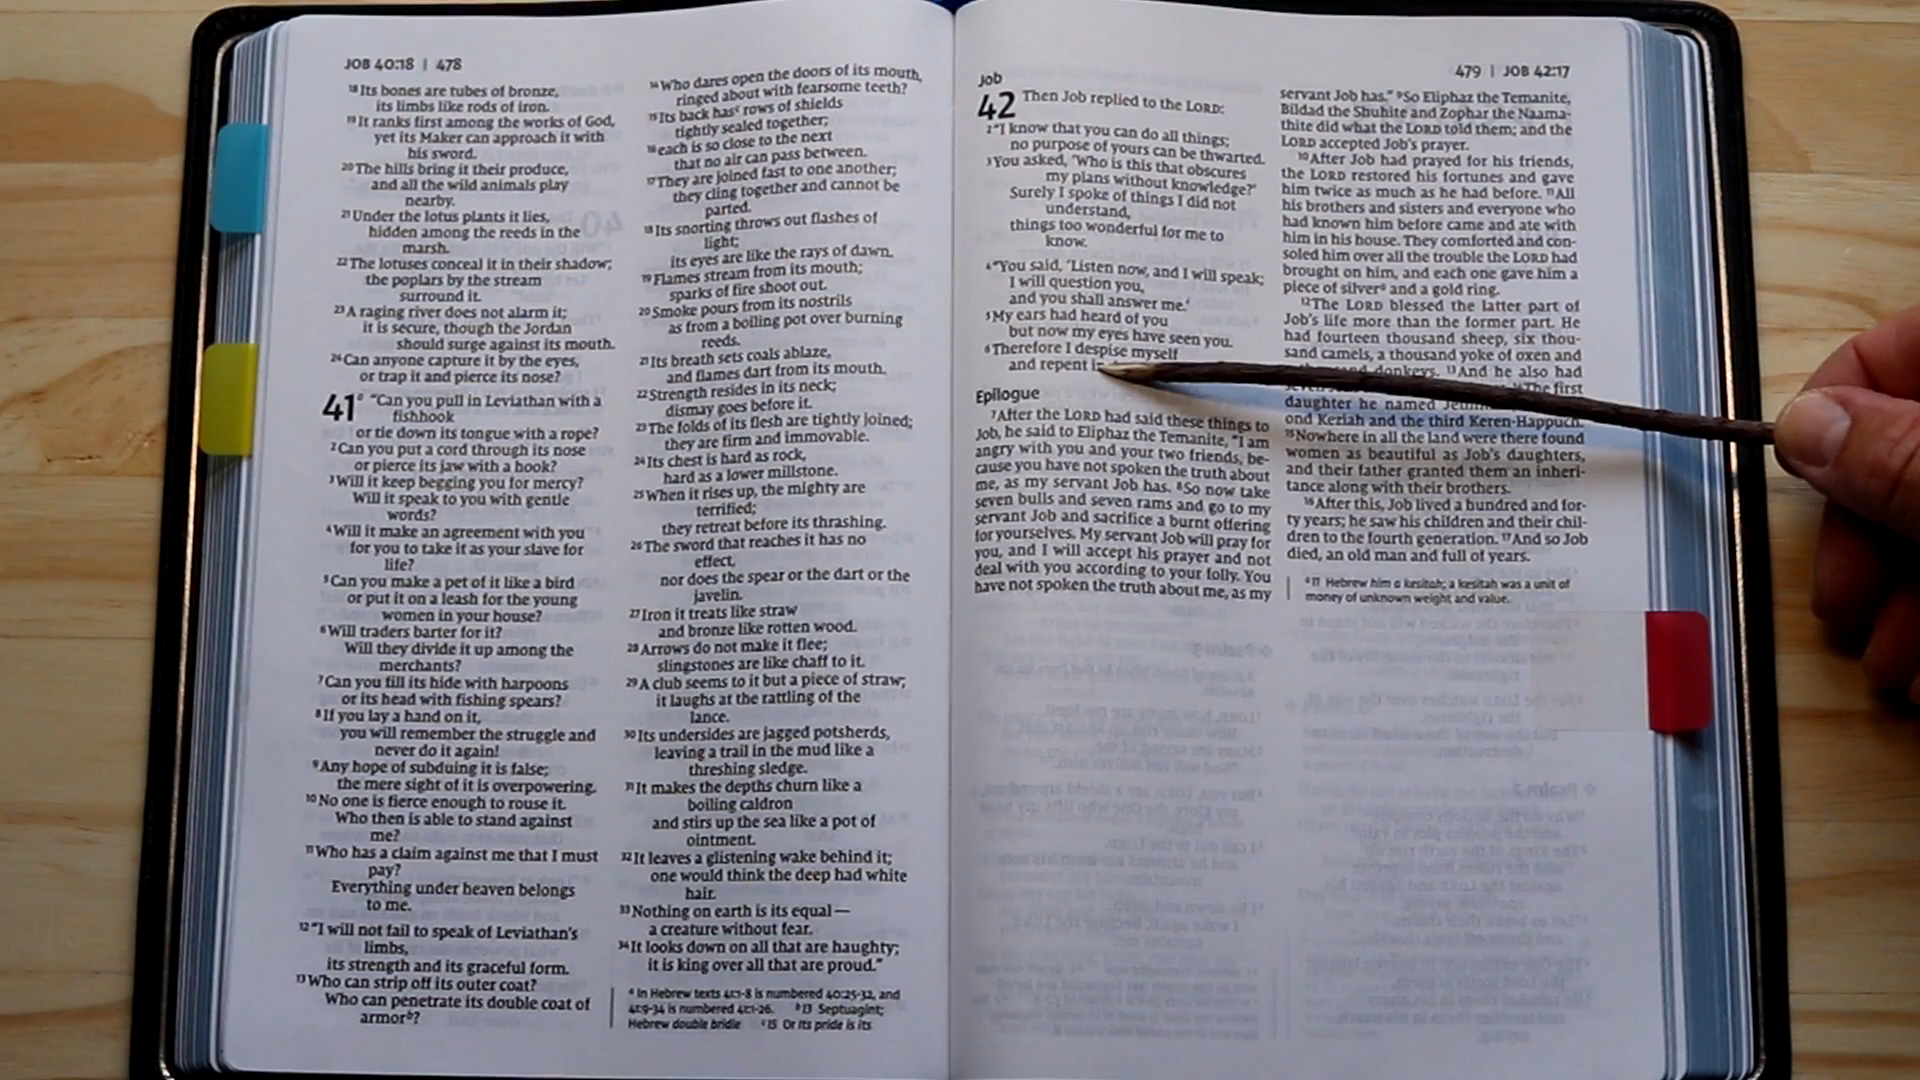 JOB 40:18 | 478
18 Its bones are tubes of bronze,
its limbs like rods of iron.
19 It ranks first among the works of God,
yet its Maker can approach it with
his sword.
20 The hills bring it their produce,
and all the wild animals play
nearby.
21 Under the lotus plants it lies,
hidden among the reeds in the
marsh.
22 The lotuses conceal it in their shadow;
the poplars by the stream
surround it.
23 A raging river does not alarm it;
it is secure, though the Jordan
should surge against its mouth.
24 Can anyone capture it by the eyes,
or trap it and pierce its nose?
41 a "Can you pull in Leviathan with a
fishhook
or tie down its tongue with a rope?
2 Can you put a cord through its nose
or pierce its jaw with a hook?
3 Will it keep begging you for mercy?
Will it speak to you with gentle
words?
4 Will it make an agreement with you
for you to take it as your slave for
life?
5 Can you make a pet of it like a bird
or put it on a leash for the young
women in your house?
6 Will traders barter for it?
Will they divide it up among the
merchants?
7 Can you fill its hide with harpoons
or its head with fishing spears?
8 If you lay a hand on it,
you will remember the struggle and
never do it again!
9 Any hope of subduing it is false;
the mere sight of it is overpowering.
10 No one is fierce enough to rouse it.
Who then is able to stand against
me?
11 Who has a claim against me that I must
pay?
Everything under heaven belongs
to me.
12 "I will not fail to speak of Leviathan's
limbs,
its strength and its graceful form.
13 Who can strip off its outer coat?
Who can penetrate its double coat of
armor b?
14 Who dares open the doors of its mouth,
ringed about with fearsome teeth?
15 Its back has c rows of shields
tightly sealed together;
16 each is so close to the next
that no air can pass between.
17 They are joined fast to one another;
they cling together and cannot be
parted.
18 Its snorting throws out flashes of
light;
its eyes are like the rays of dawn.
19 Flames stream from its mouth;
sparks of fire shoot out.
20 Smoke pours from its nostrils
as from a boiling pot over burning
reeds.
21 Its breath sets coals ablaze,
and flames dart from its mouth.
22 Strength resides in its neck;
dismay goes before it.
23 The folds of its flesh are tightly joined;
they are firm and immovable.
24 Its chest is hard as rock,
hard as a lower millstone.
25 When it rises up, the mighty are
terrified;
they retreat before its thrashing.
26 The sword that reaches it has no
effect,
nor does the spear or the dart or the
javelin.
27 Iron it treats like straw
and bronze like rotten wood.
28 Arrows do not make it flee;
slingstones are like chaff to it.
29 A club seems to it but a piece of straw;
it laughs at the rattling of the
lance.
30 Its undersides are jagged potsherds,
leaving a trail in the mud like a
threshing sledge.
31 It makes the depths churn like a
boiling caldron
and stirs up the sea like a pot of
ointment.
32 It leaves a glistening wake behind it;
one would think the deep had white
hair.
33 Nothing on earth is its equal —
a creature without fear.
34 It looks down on all that are haughty;
it is king over all that are proud."
a In Hebrew texts 41:1-8 is numbered 40:25-32, and
41:9-34 is numbered 41:1-26. b 13 Septuagint;
Hebrew double bridle c 15 Or Its pride is its
479 | JOB 42:17
Job
42 Then Job replied to the LORD:
2 "I know that you can do all things;
no purpose of yours can be thwarted.
3 You asked, 'Who is this that obscures
my plans without knowledge?'
Surely I spoke of things I did not
understand,
things too wonderful for me to
know.
4 "You said, 'Listen now, and I will speak;
I will question you,
and you shall answer me.'
5 My ears had heard of you
but now my eyes have seen you.
6 Therefore I despise myself
and repent in
Epilogue
7 After the LORD had said these things to
Job, he said to Eliphaz the Temanite, "I am
angry with you and your two friends, be-
cause you have not spoken the truth about
me, as my servant Job has. 8 So now take
seven bulls and seven rams and go to my
servant Job and sacrifice a burnt offering
for yourselves. My servant Job will pray for
you, and I will accept his prayer and not
deal with you according to your folly. You
have not spoken the truth about me, as my
servant Job has." 9 So Eliphaz the Temanite,
Bildad the Shuhite and Zophar the Naama-
thite did what the LORD told them; and the
LORD accepted Job's prayer.
10 After Job had prayed for his friends,
the LORD restored his fortunes and gave
him twice as much as he had before. 11 All
his brothers and sisters and everyone who
had known him before came and ate with
him in his house. They comforted and con-
soled him over all the trouble the LORD had
brought on him, and each one gave him a
piece of silver a and a gold ring.
12 The LORD blessed the latter part of
Job's life more than the former part. He
had fourteen thousand sheep, six thou-
sand camels, a thousand yoke of oxen and
donkeys. 13 And he also had
The first
daughter he named
ond Keziah and the third Keren-Happuch.
15 Nowhere in all the land were there found
women as beautiful as Job's daughters,
and their father granted them an inheri-
tance along with their brothers.
16 After this, Job lived a hundred and for-
ty years; he saw his children and their chil-
dren to the fourth generation. 17 And so Job
died, an old man and full of years.
a 11 Hebrew him a kesitah; a kesitah was a unit of
money of unknown weight and value.